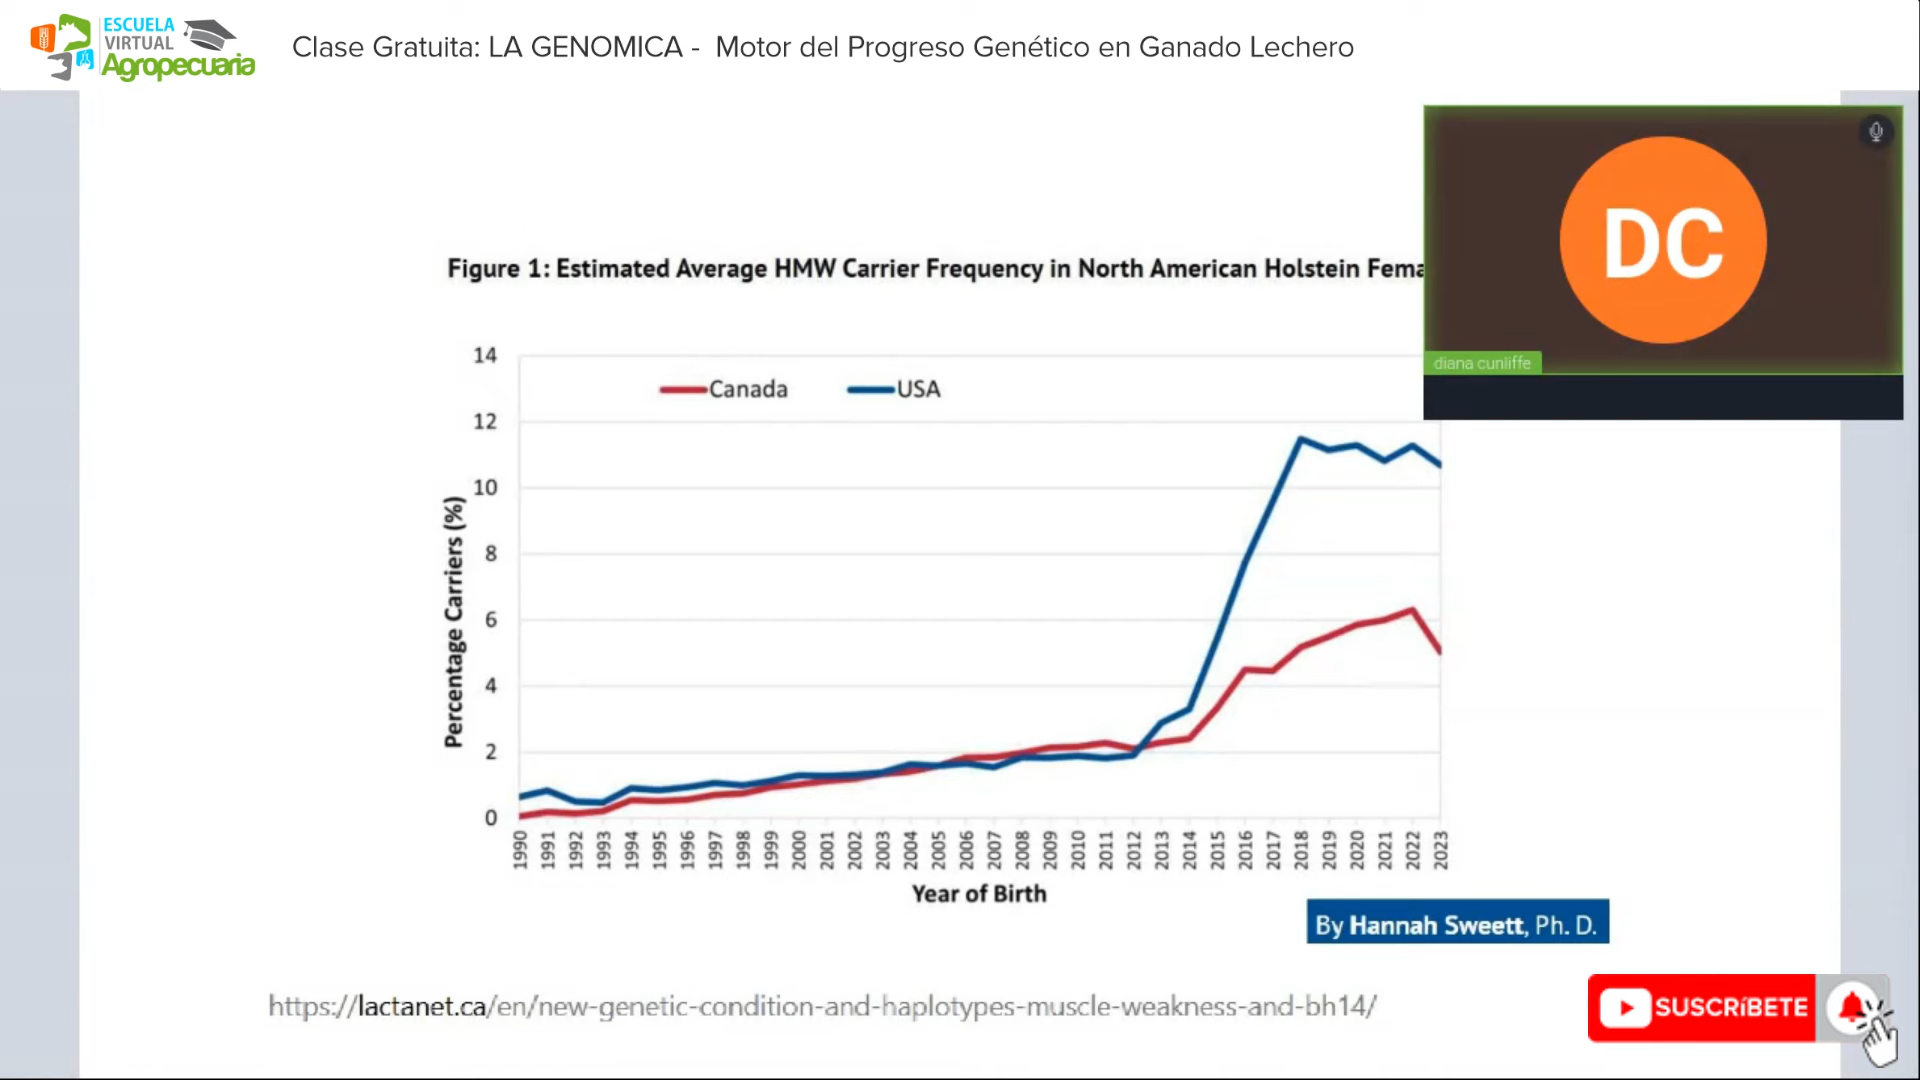 ESCUELA
VIRTUAL
Agropecuaria
Clase Gratuita: LA GENOMICA - Motor del Progreso Genético en Ganado Lechero
DC
diana cunliffe
Figure 1: Estimated Average HMW Carrier Frequency in North American Holstein Fema
Canada
USA
14
12
10
8
6
4
2
0
Percentage Carriers (%)
1990 1991 1992 1993 1994 1995 1996 1997 1998 1999 2000 2001 2002 2003 2004 2005 2006 2007 2008 2009 2010 2011 2012 2013 2014 2015 2016 2017 2018 2019 2020 2021 2022 2023
Year of Birth
By Hannah Sweett, Ph. D.
https://lactanet.ca/en/new-genetic-condition-and-haplotypes-muscle-weakness-and-bh14/
SUSCRíBETE